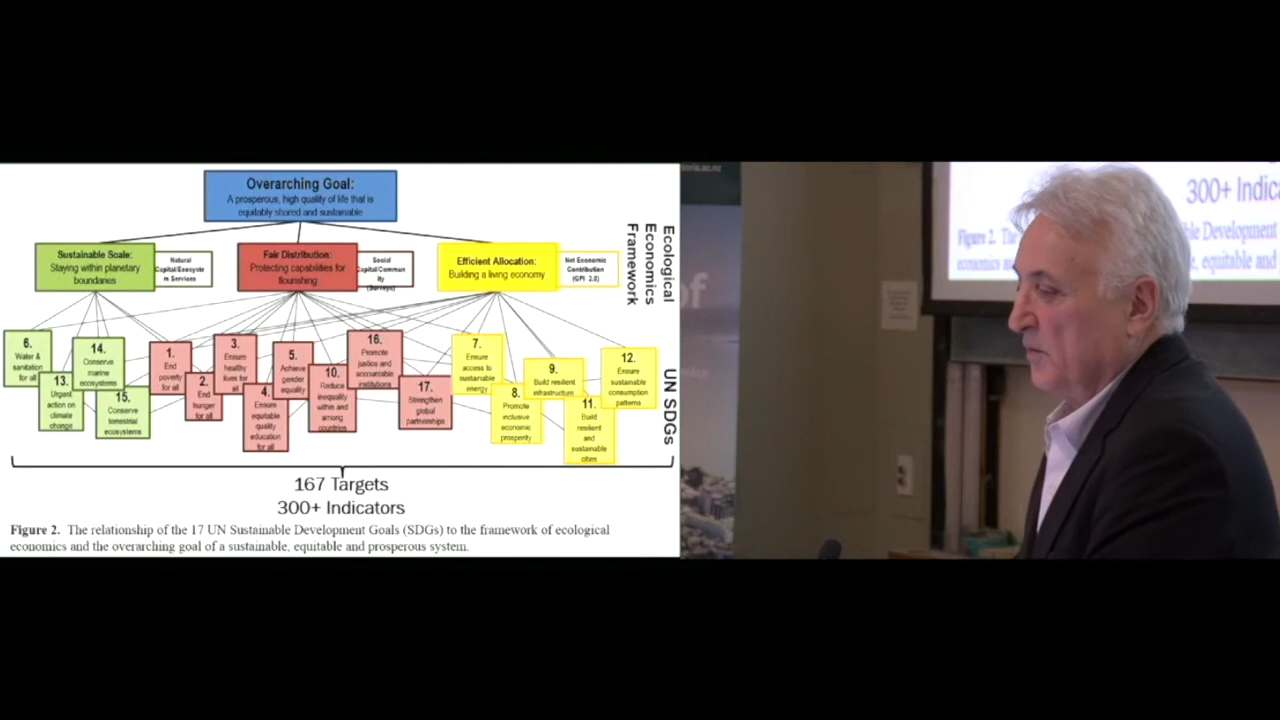 Overarching Goal:
A prosperous, high quality of life that is
equitably shared and sustainable
Sustainable Scale:
Staying within planetary
boundaries
Natural
Capital/Ecosyste
m Services
Fair Distribution:
Protecting capabilities for
flourishing
Social
Capital/Commun
ity
(Surveys)
Efficient Allocation:
Building a living economy
Net Economic
Contribution
(GPI 2.0)
Ecological
Economics
Framework
6.
Water &
sanitation
for all
13.
Urgent
action on
climate
change
14.
Conserve
marine
ecosystems
15.
Conserve
terrestrial
ecosystems
1.
End
poverty
for all
2.
End
hunger
for all
3.
Ensure
healthy
lives for
all
4.
Ensure
equitable
quality
education
for all
5.
Achieve
gender
equality
10.
Reduce
inequality
within and
among
countries
16.
Promote
justice and
accountable
institutions
17.
Strengthen
global
partnerships
7.
Ensure
access to
sustainable
energy
8.
Promote
inclusive
economic
prosperity
9.
Build resilient
infrastructure
11.
Build
resilient
and
sustainable
cities
12.
Ensure
sustainable
consumption
patterns
UN SDGs
167 Targets
300+ Indicators
Figure 2. The relationship of the 17 UN Sustainable Development Goals (SDGs) to the framework of ecological
economics and the overarching goal of a sustainable, equitable and prosperous system.
300+ Indica
Figure 2. The
le Development
economics a
, equitable and
of